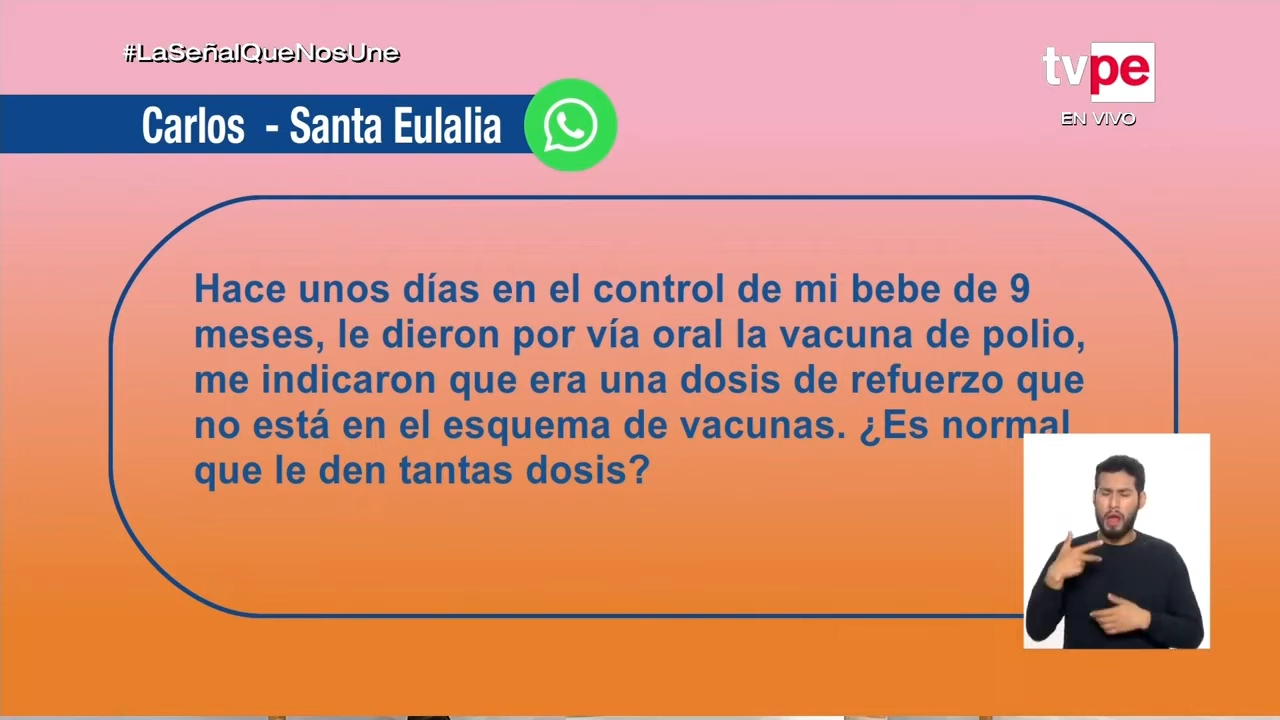 #LaSeñalQueNosUne
tvpe
EN VIVO
Carlos - Santa Eulalia
Hace unos días en el control de mi bebe de 9
meses, le dieron por vía oral la vacuna de polio,
me indicaron que era una dosis de refuerzo que
no está en el esquema de vacunas. ¿Es normal
que le den tantas dosis?